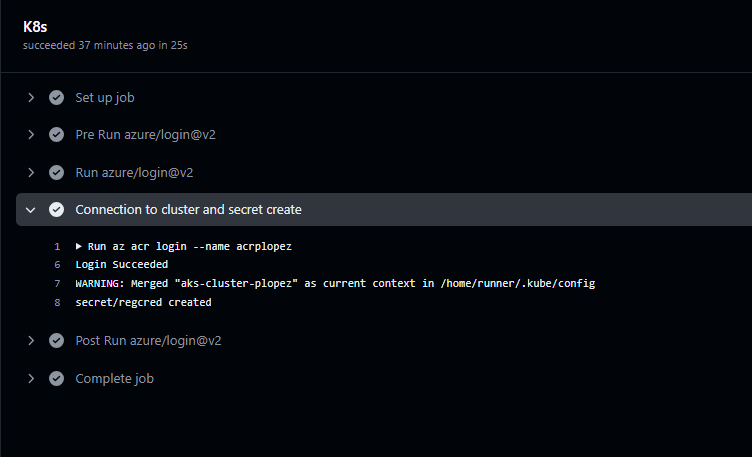 K8s
succeeded 37 minutes ago in 25s
Set up job
Pre Run azure/login@v2
Run azure/login@v2
Connection to cluster and secret create
1 ▶ Run az acr login --name acrplopez
6 Login Succeeded
7 WARNING: Merged "aks-cluster-plopez" as current context in /home/runner/.kube/config
8 secret/regcred created
Post Run azure/login@v2
Complete job